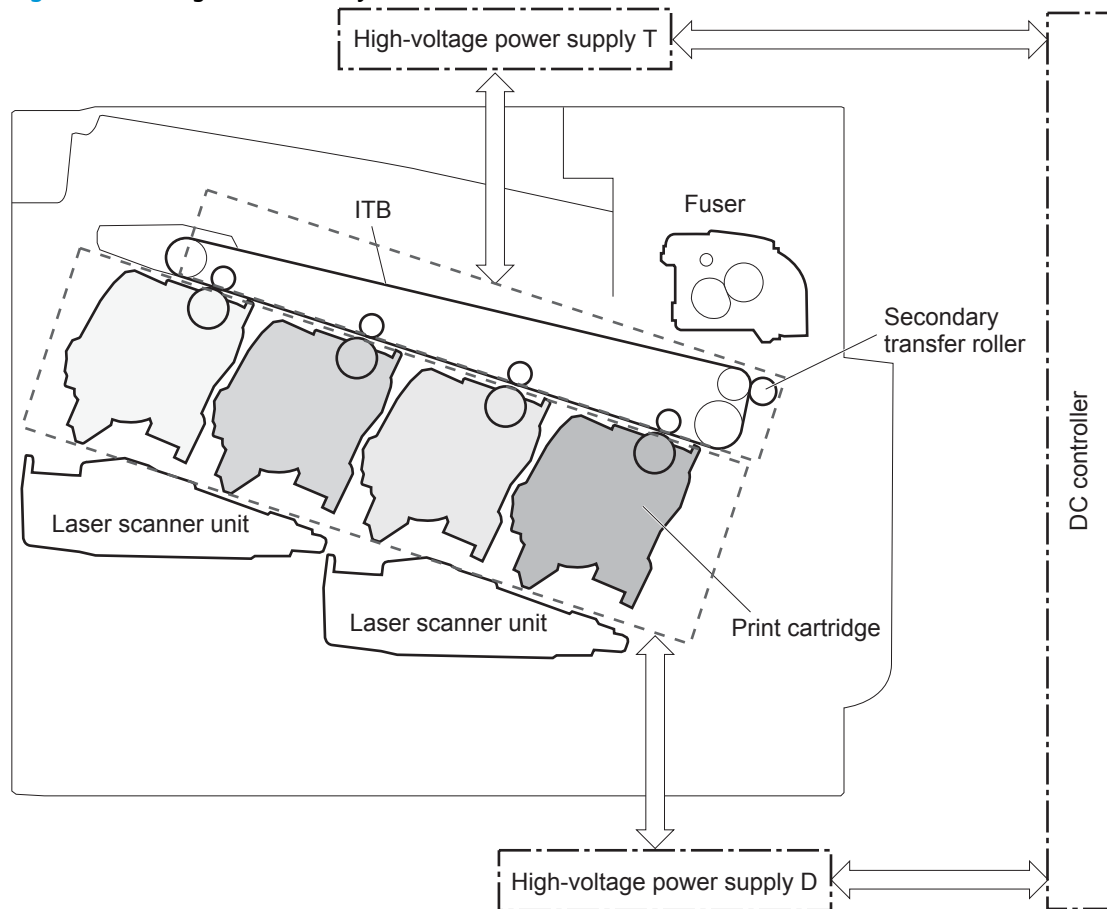 High-voltage power supply T
ITB
Fuser
Secondary
transfer roller
DC controller
Laser scanner unit
Laser scanner unit
Print cartridge
High-voltage power supply D